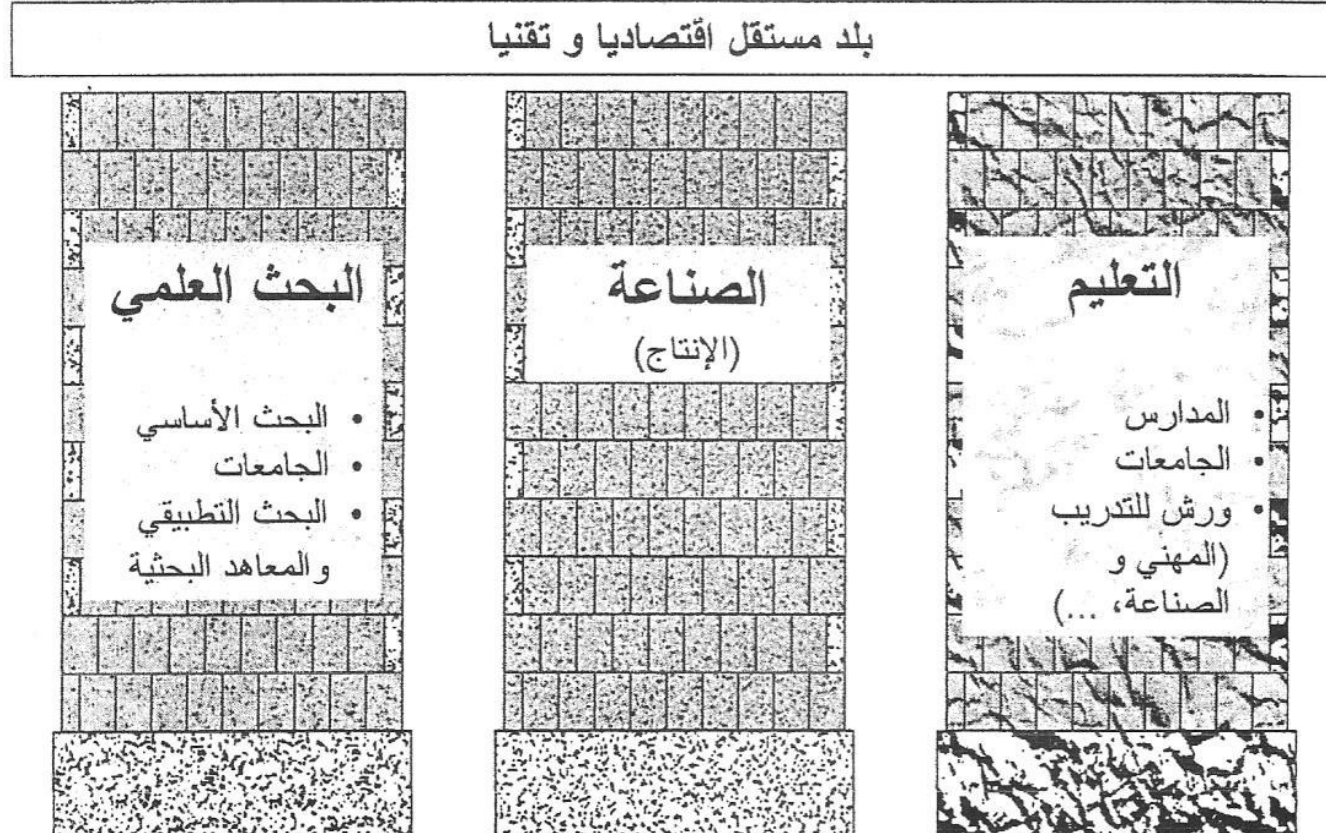 بلد مستقل اقتصاديا و تقنيا
التعليم
• المدارس
• الجامعات
• ورش للتدريب
(المهني و
الصناعة، ...)
الصناعة
(الإنتاج)
البحث العلمي
• البحث الأساسي
• الجامعات
• البحث التطبيقي
والمعاهد البحثية